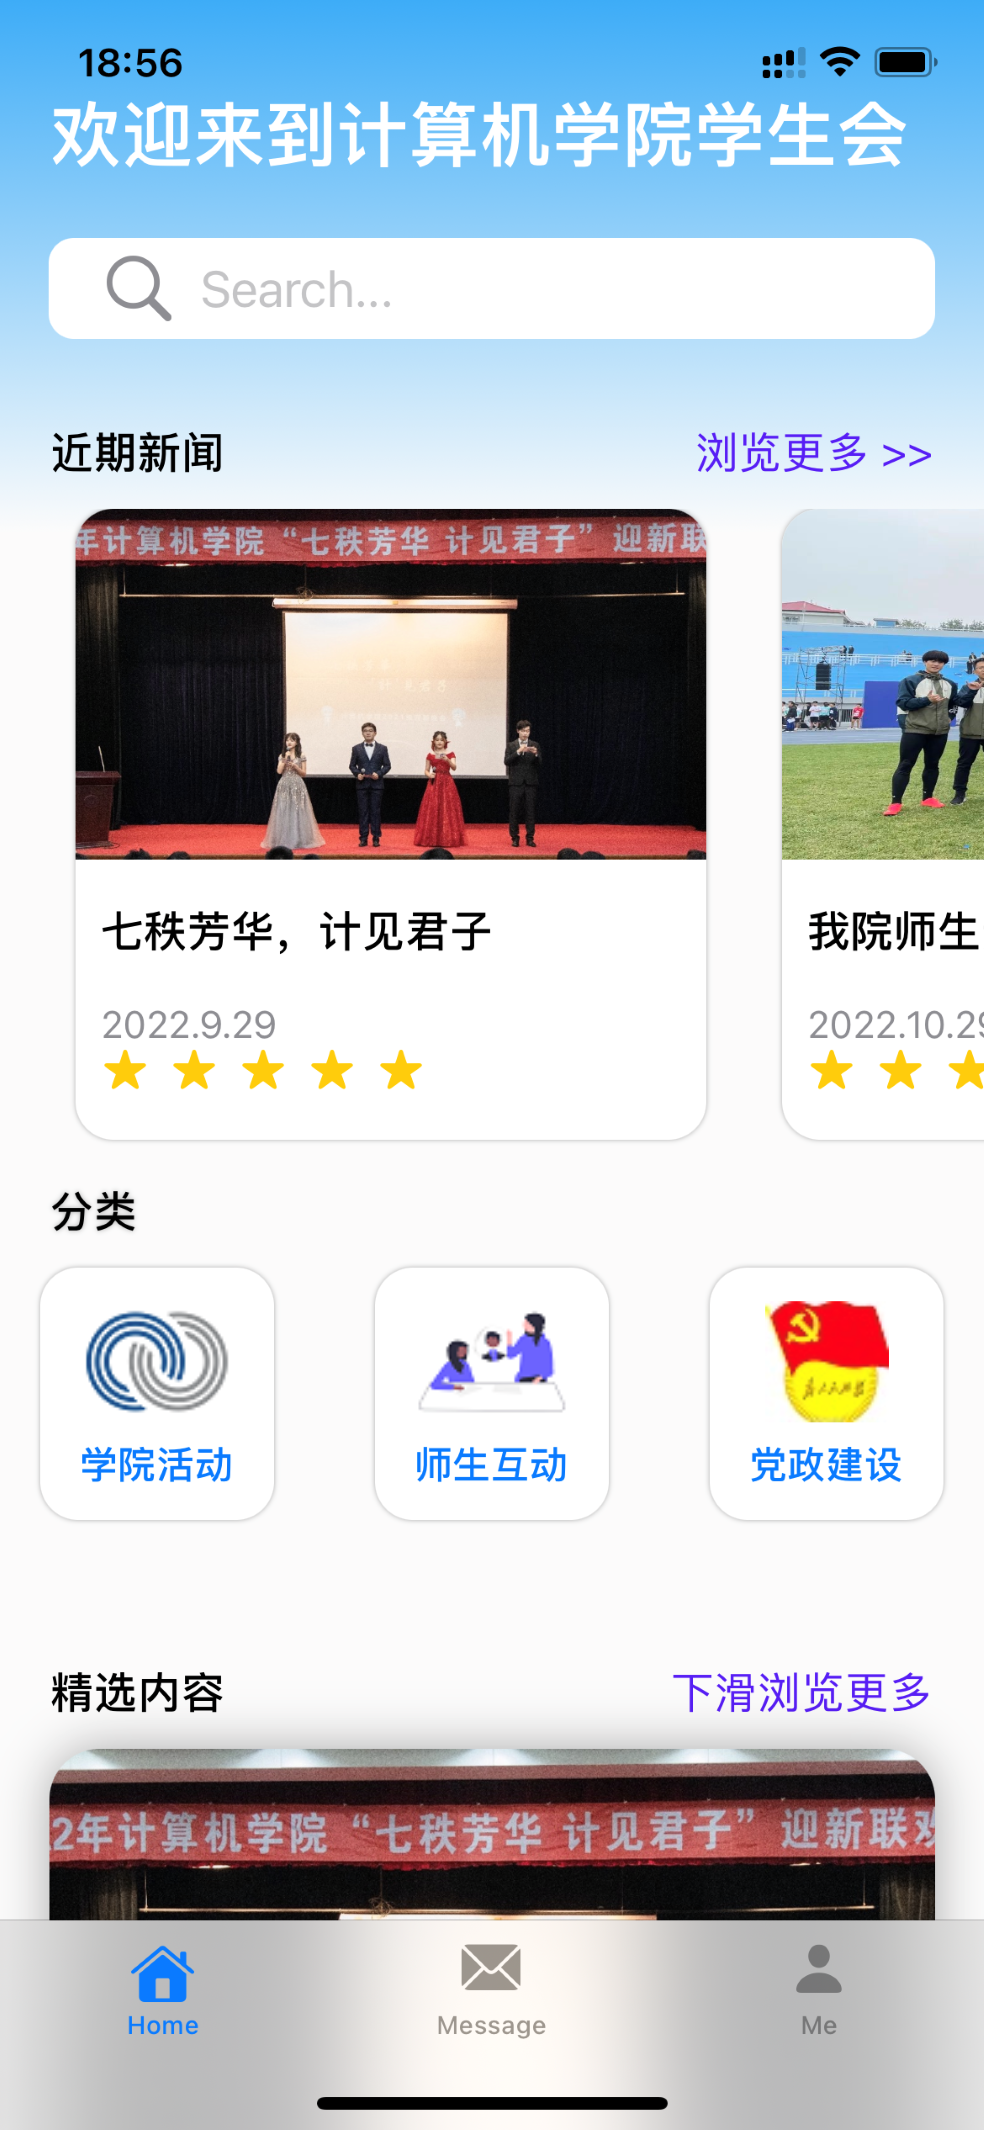 18:56
欢迎来到计算机学院学生会
Search...
近期新闻
浏览更多 >>
年计算机学院 “七秩芳华 计见君子” 迎新联
七秩芳华，计见君子
2022.9.29
我院师生
2022.10.29
分类
学院活动
师生互动
党政建设
精选内容
下滑浏览更多
2年计算机学院 “七秩芳华 计见君子” 迎新联欢
Home
Message
Me